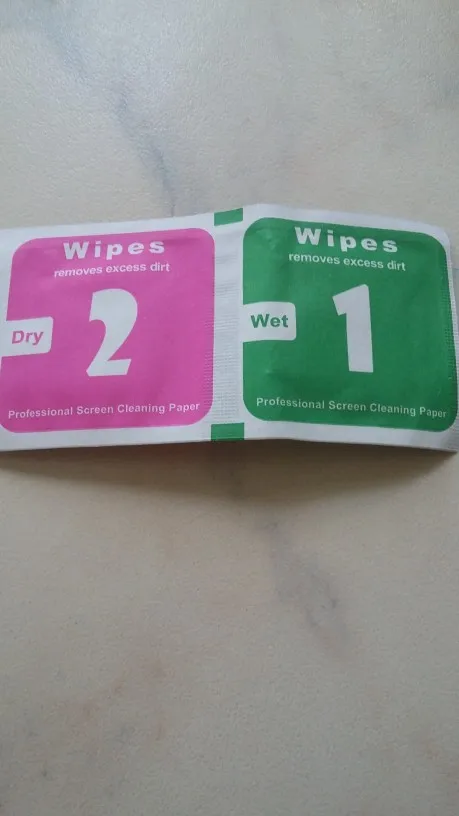 Wipes
removes excess dirt
Dry
2
Professional Screen Cleaning Paper
Wipes
removes excess dirt
Wet
1
Professional Screen Cleaning Paper